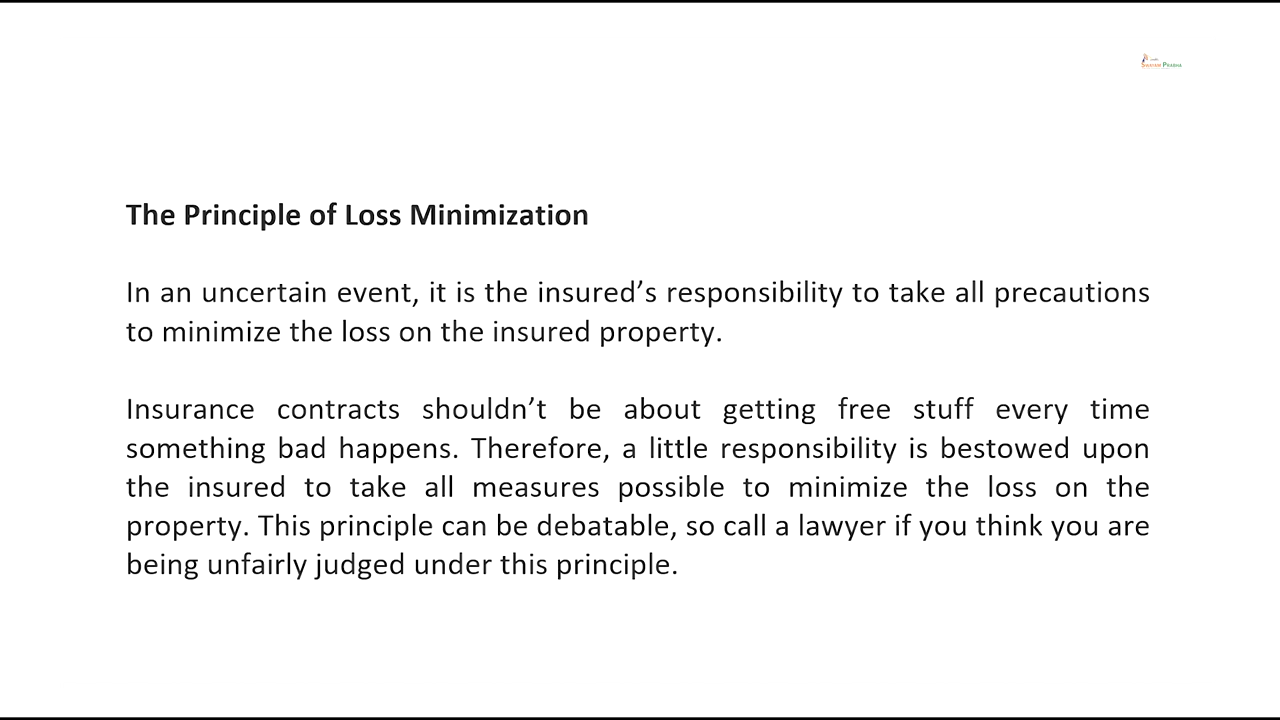 Swayam Prabha
The Principle of Loss Minimization
In an uncertain event, it is the insured’s responsibility to take all precautions
to minimize the loss on the insured property.
Insurance contracts shouldn’t be about getting free stuff every time
something bad happens. Therefore, a little responsibility is bestowed upon
the insured to take all measures possible to minimize the loss on the
property. This principle can be debatable, so call a lawyer if you think you are
being unfairly judged under this principle.